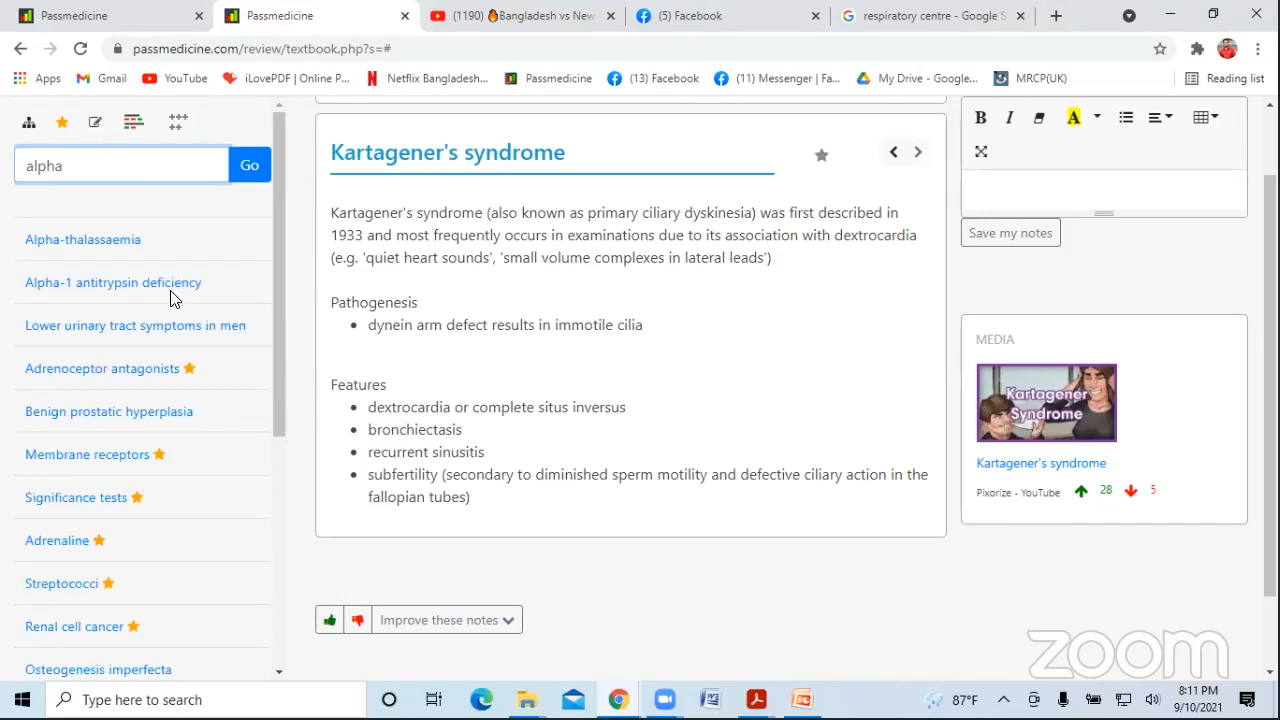 Passmedicine
Passmedicine
(1190) 🔥Bangladesh vs New
(5) Facebook
respiratory centre - Google S
passmedicine.com/review/textbook.php?s=#
Apps
Gmail
YouTube
iLovePDF | Online P...
Netflix Bangladesh...
Passmedicine
(13) Facebook
(11) Messenger | Fa...
My Drive - Google...
MRCP(UK)
Reading list
alpha
Go
Alpha-thalassaemia
Alpha-1 antitrypsin deficiency
Lower urinary tract symptoms in men
Adrenoceptor antagonists
Benign prostatic hyperplasia
Membrane receptors
Significance tests
Adrenaline
Streptococci
Renal cell cancer
Osteogenesis imperfecta
Kartagener's syndrome
Kartagener's syndrome (also known as primary ciliary dyskinesia) was first described in
1933 and most frequently occurs in examinations due to its association with dextrocardia
(e.g. 'quiet heart sounds', 'small volume complexes in lateral leads')
Pathogenesis
• dynein arm defect results in immotile cilia
Features
• dextrocardia or complete situs inversus
• bronchiectasis
• recurrent sinusitis
• subfertility (secondary to diminished sperm motility and defective ciliary action in the
fallopian tubes)
Improve these notes
B I A
Save my notes
MEDIA
Kartagener
Syndrome
Kartagener's syndrome
Pixorize - YouTube 28 5
zoom
Type here to search
87°F
8:11 PM
9/10/2021